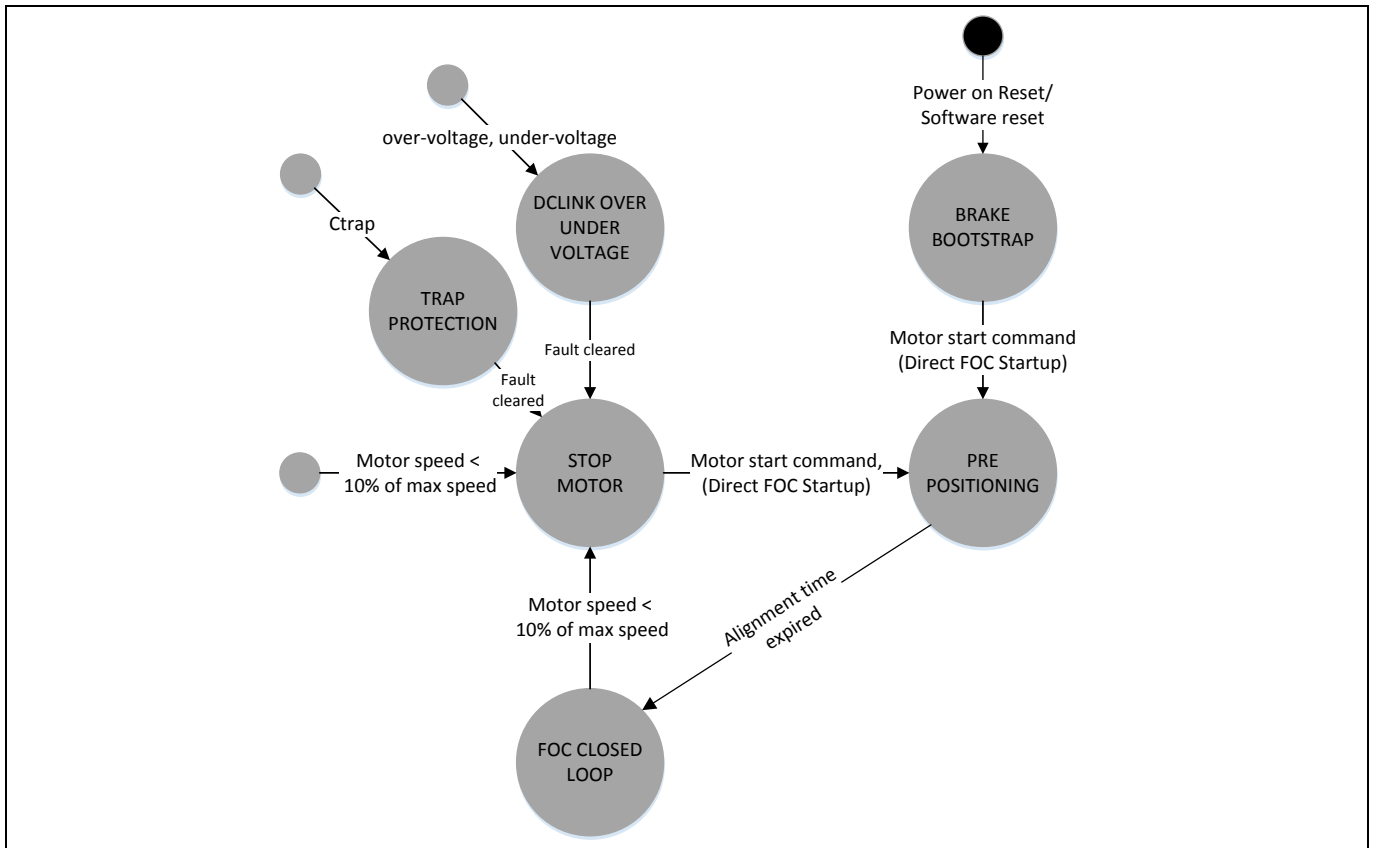 Power on Reset/
Software reset
over-voltage, under-voltage
Ctrap
DCLINK OVER
UNDER
VOLTAGE
BRAKE
BOOTSTRAP
TRAP
PROTECTION
Fault cleared
Motor start command
(Direct FOC Startup)
Fault
cleared
Motor speed <
10% of max speed
STOP
MOTOR
Motor start command,
(Direct FOC Startup)
PRE
POSITIONING
Motor speed <
10% of max speed
Alignment time
expired
FOC CLOSED
LOOP